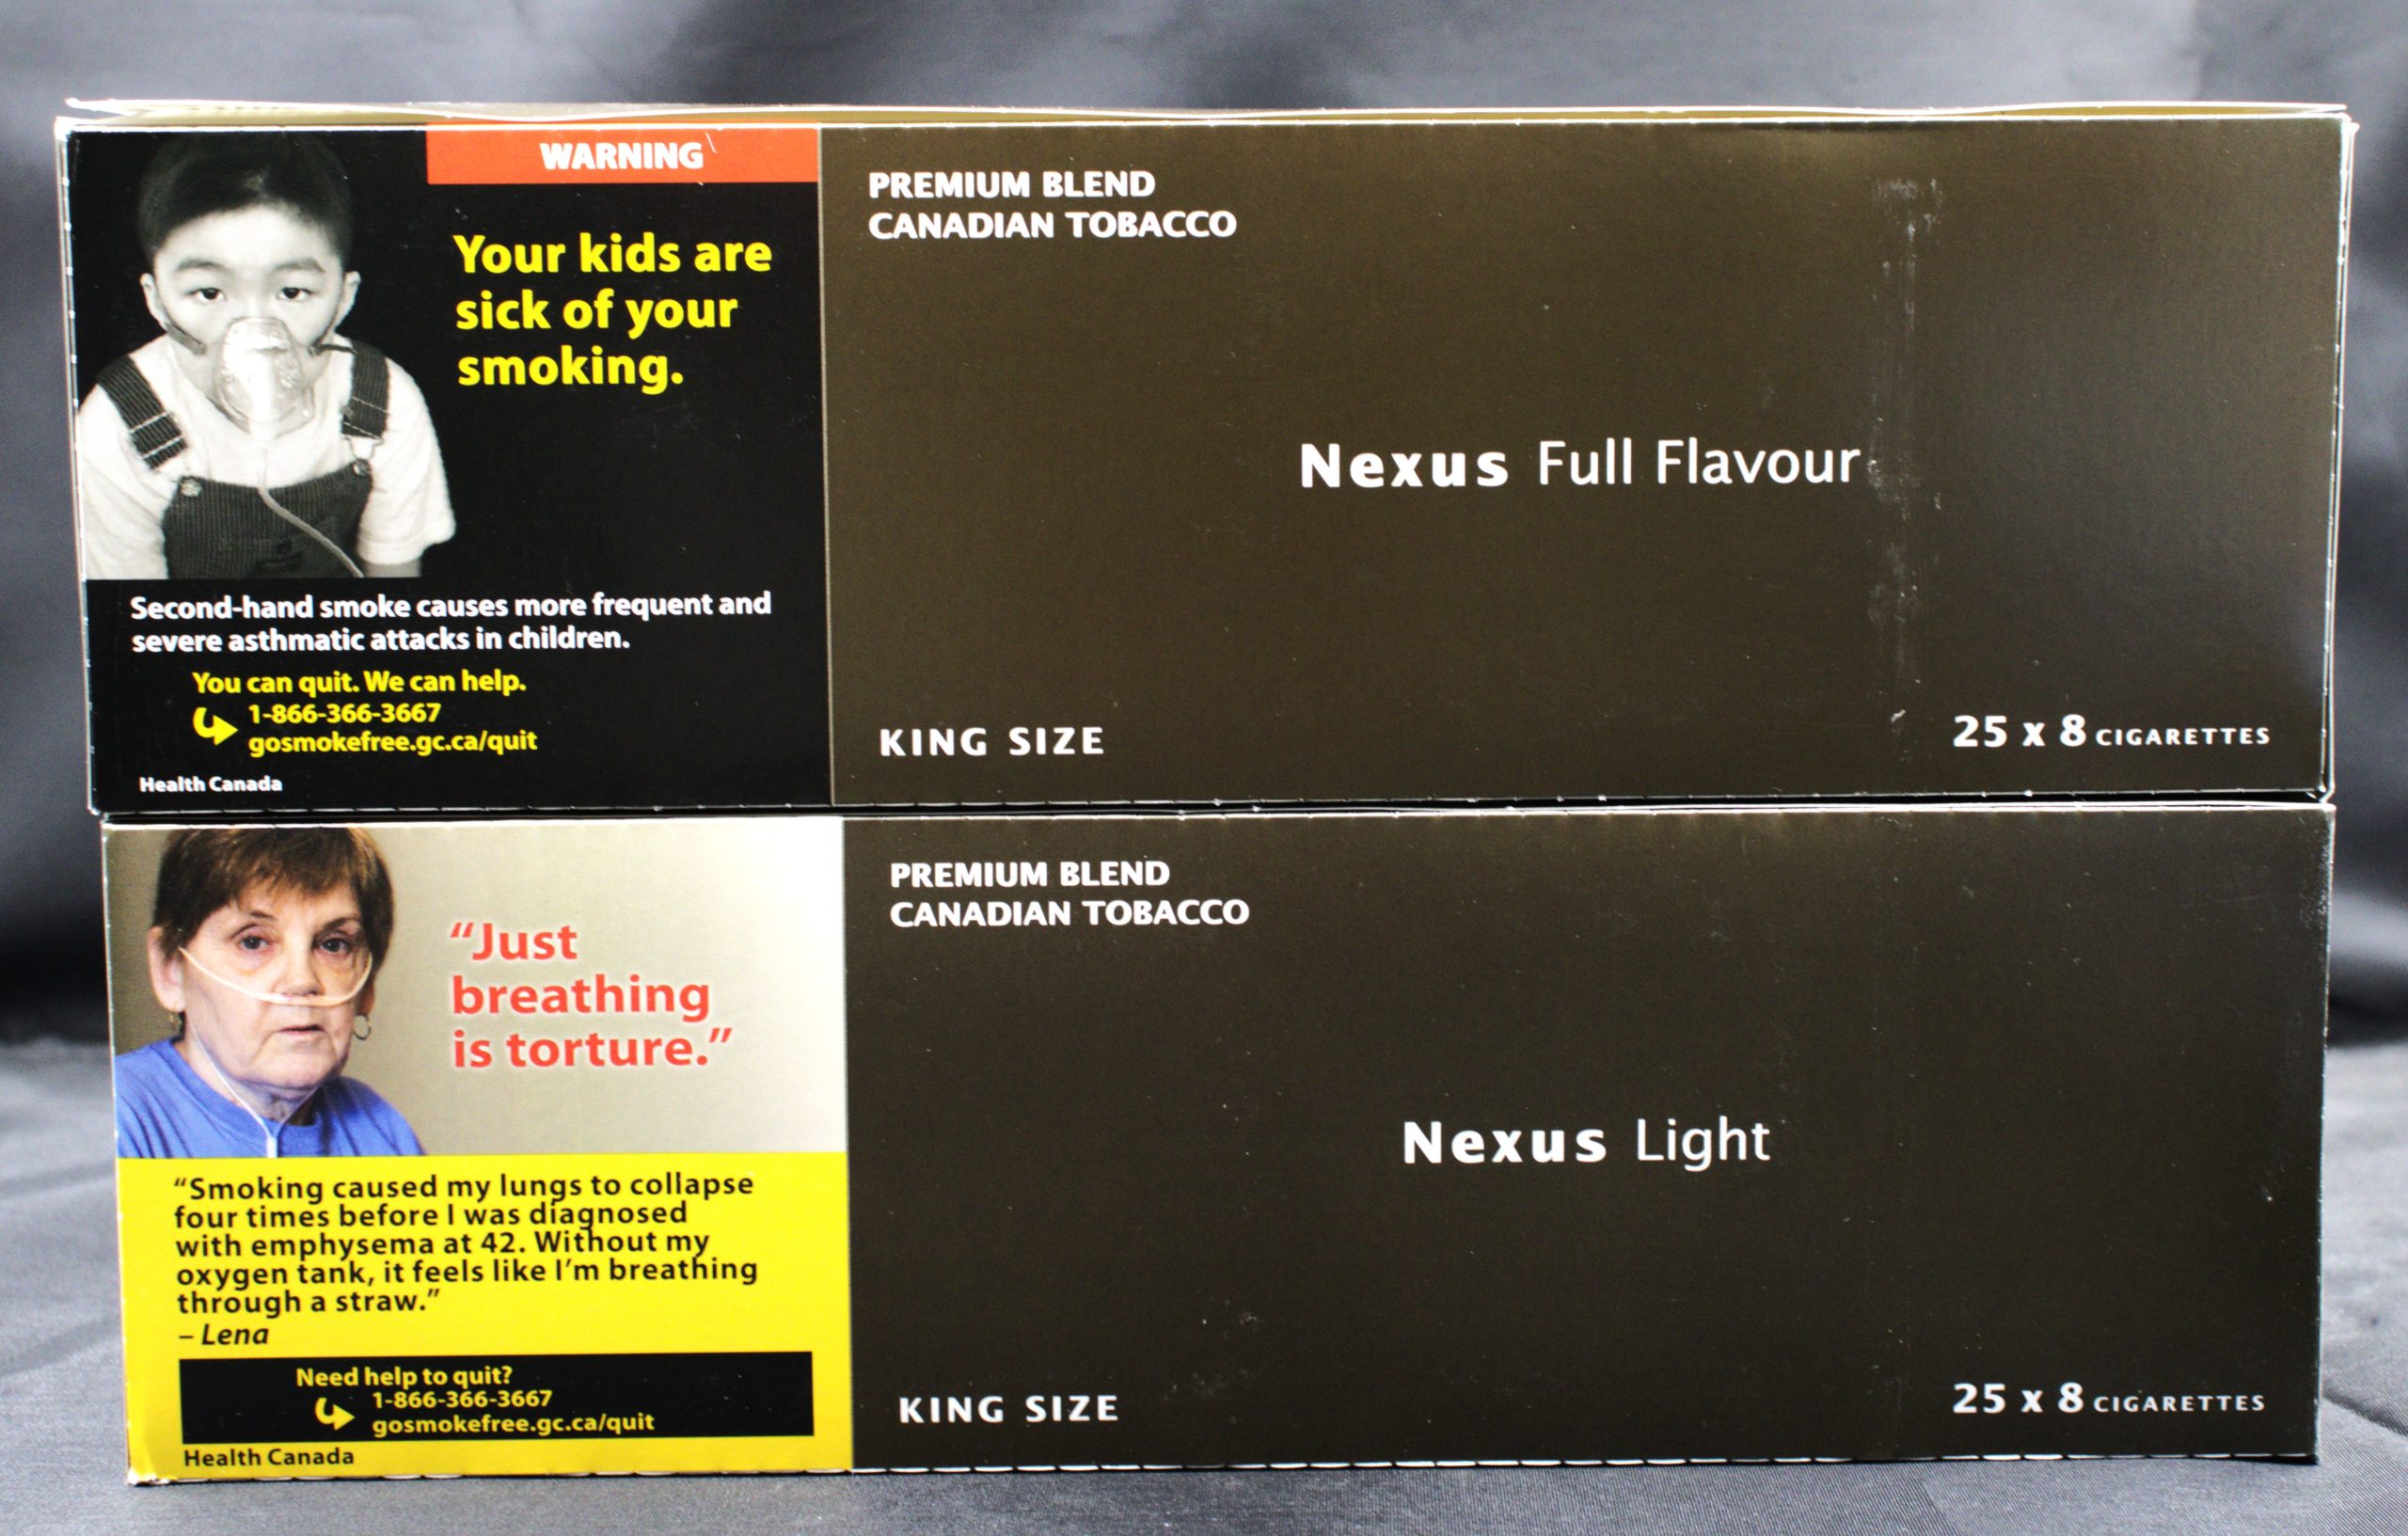 WARNING
Your kids are
sick of your
smoking.
Second-hand smoke causes more frequent and
severe asthmatic attacks in children.
You can quit. We can help.
1-866-366-3667
gosmokefree.gc.ca/quit
Health Canada
PREMIUM BLEND
CANADIAN TOBACCO
Nexus Full Flavour
KING SIZE
25 x 8 CIGARETTES
“Just
breathing
is torture.”
“Smoking caused my lungs to collapse
four times before I was diagnosed
with emphysema at 42. Without my
oxygen tank, it feels like I’m breathing
through a straw.”
– Lena
Need help to quit?
1-866-366-3667
gosmokefree.gc.ca/quit
Health Canada
PREMIUM BLEND
CANADIAN TOBACCO
Nexus Light
KING SIZE
25 x 8 CIGARETTES